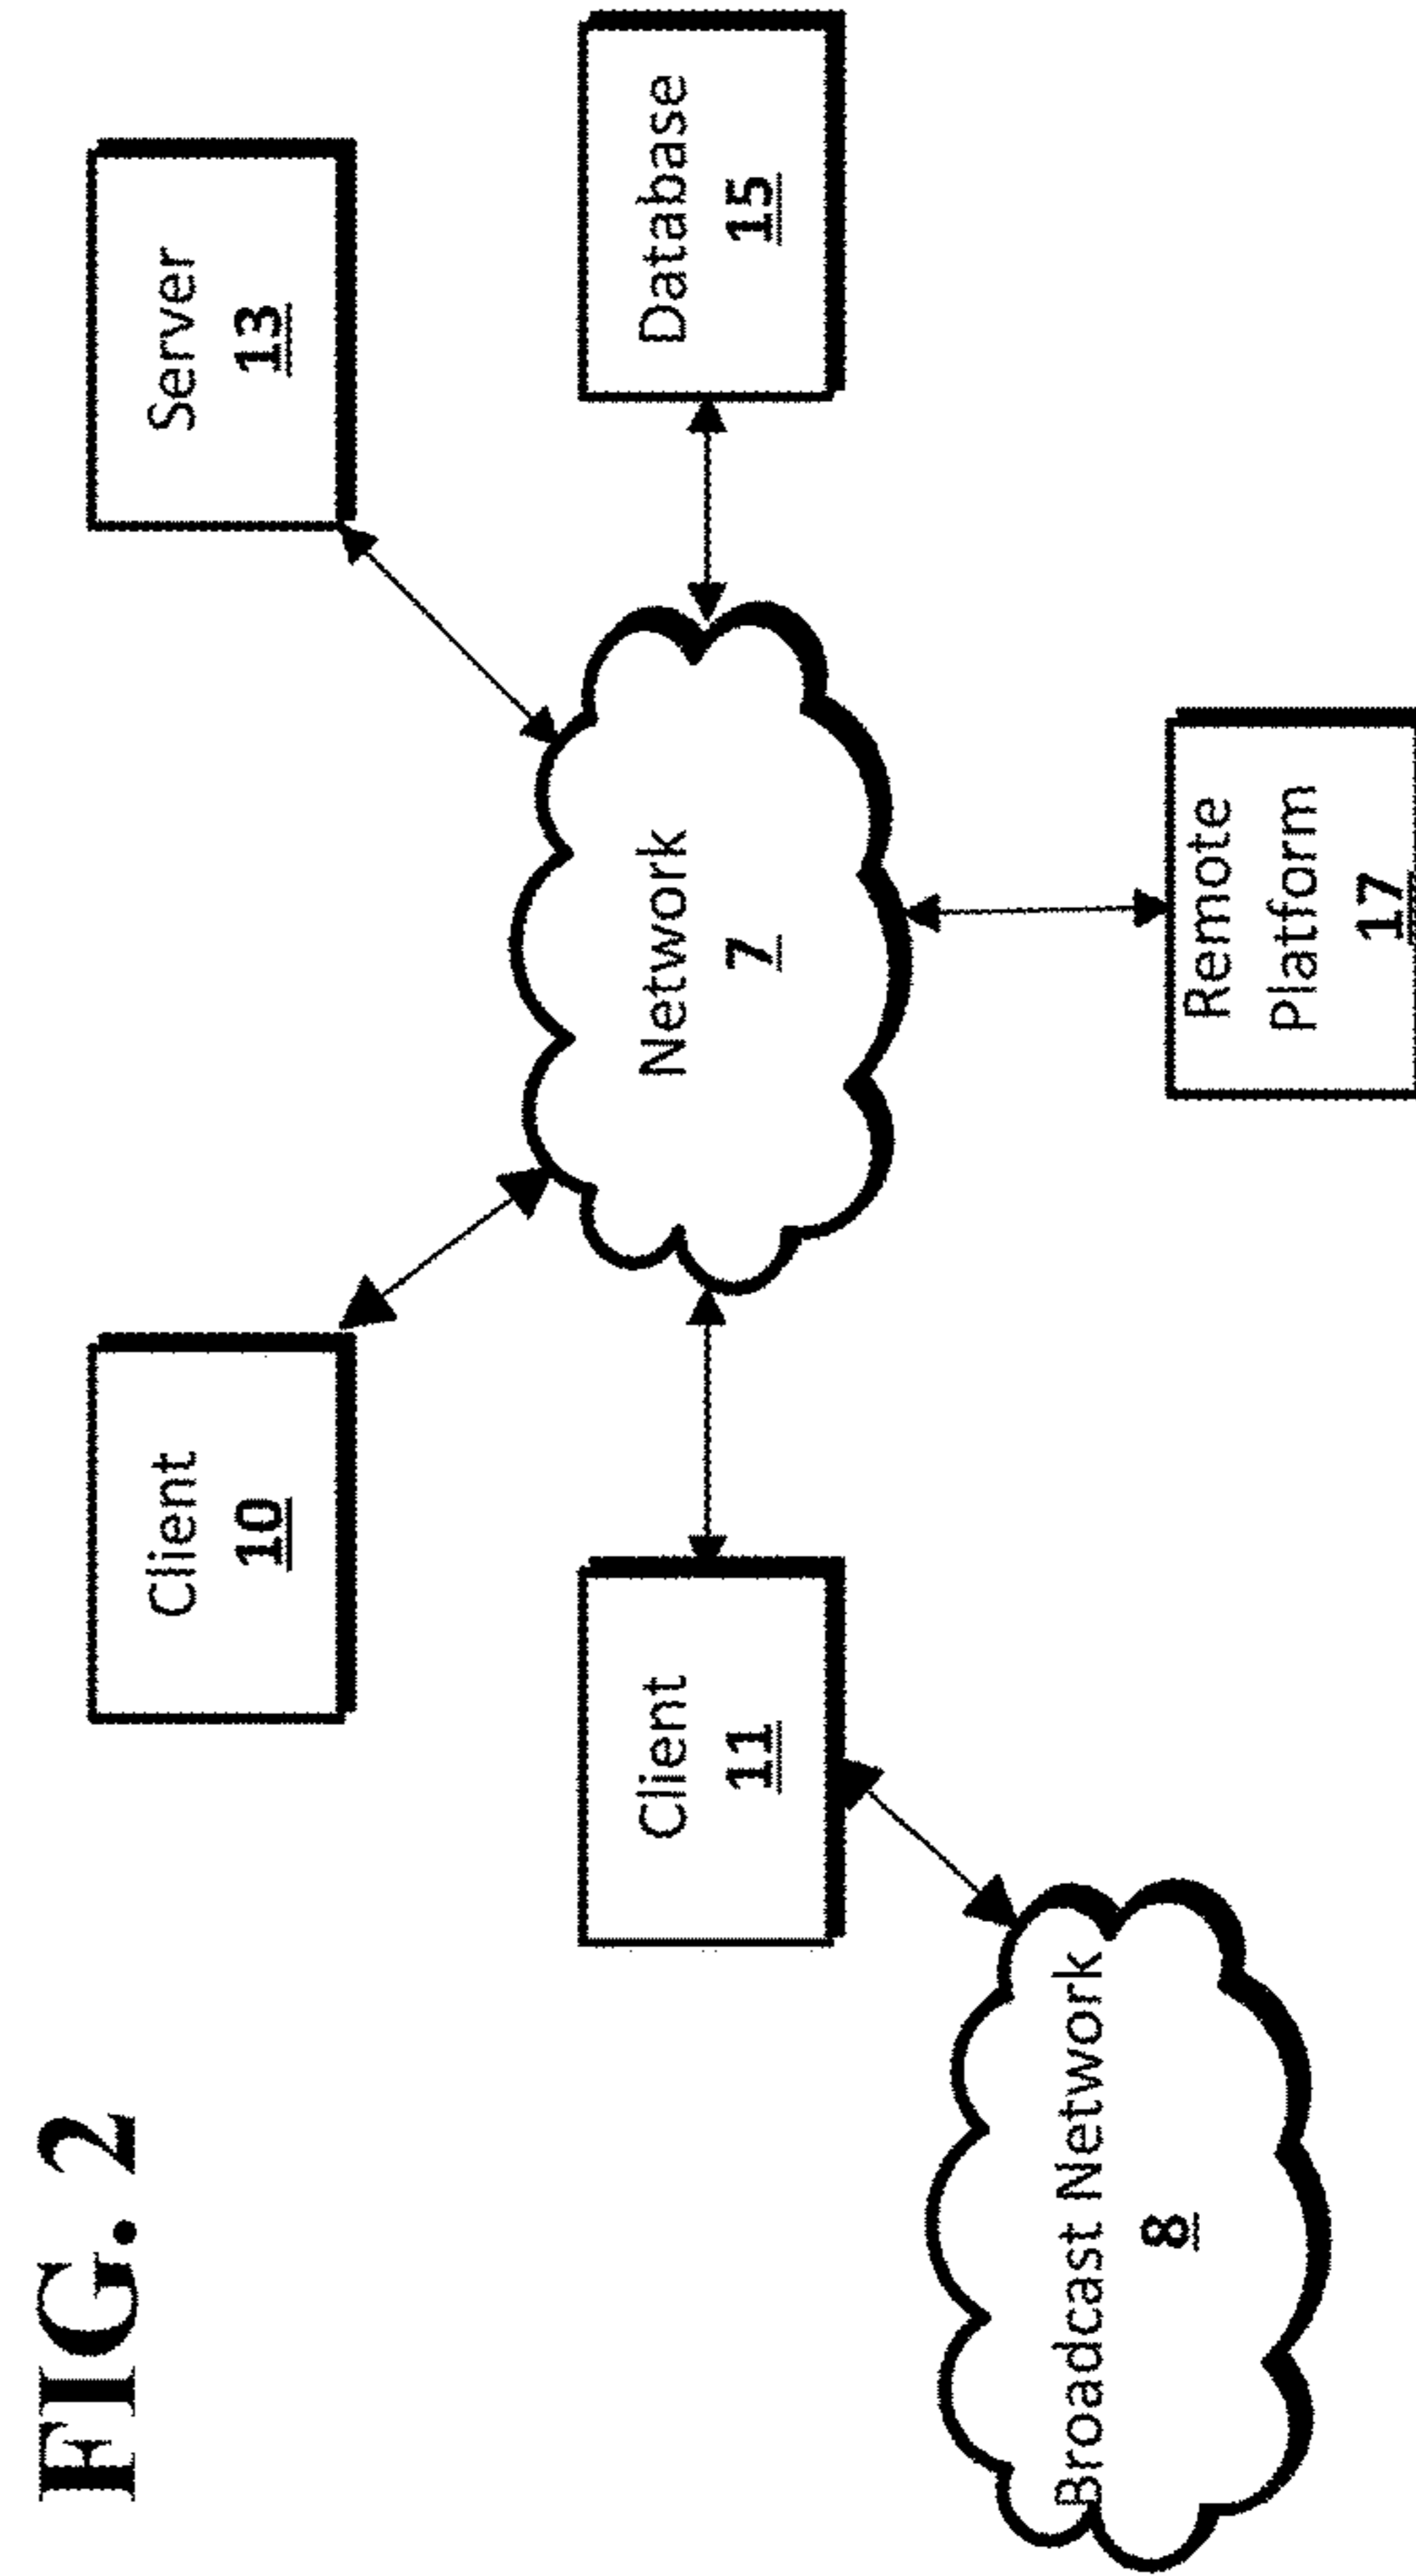 FIG. 2
Client
10
Server
13
Client
11
Network
7
Database
15
Broadcast Network
8
Remote
Platform
17